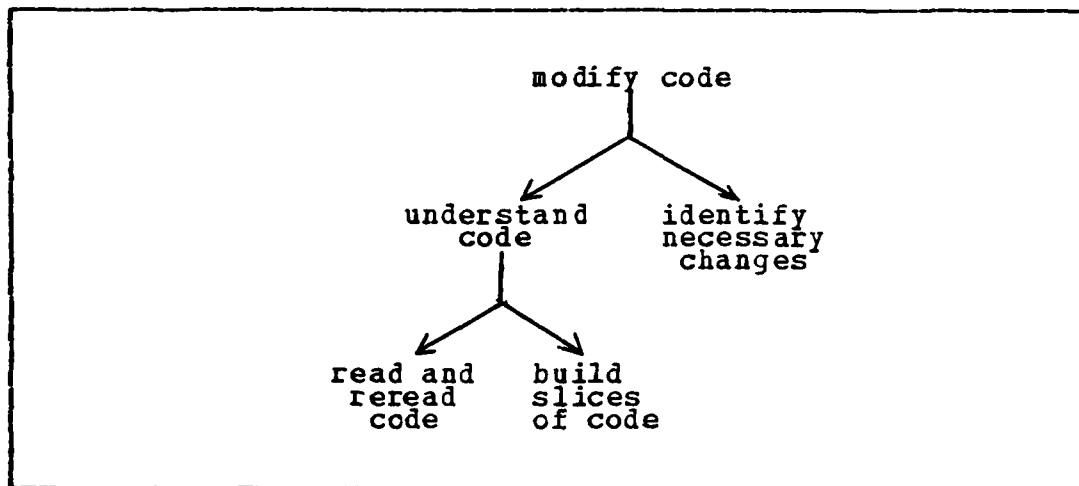 modify code
understand
code
identify
necessary
changes
read and
reread
code
build
slices
of code